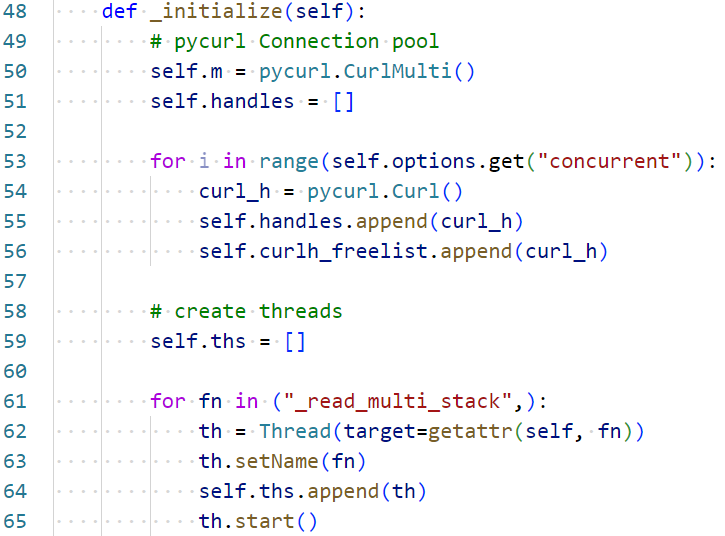 48 def _initialize(self):
49 # pycurl Connection pool
50 self.m = pycurl.CurlMulti()
51 self.handles = []
52
53 for i in range(self.options.get("concurrent")):
54 curl_h = pycurl.Curl()
55 self.handles.append(curl_h)
56 self.curlh_freelist.append(curl_h)
57
58 # create threads
59 self.ths = []
60
61 for fn in ("_read_multi_stack",):
62 th = Thread(target=getattr(self, fn))
63 th.setName(fn)
64 self.ths.append(th)
65 th.start()